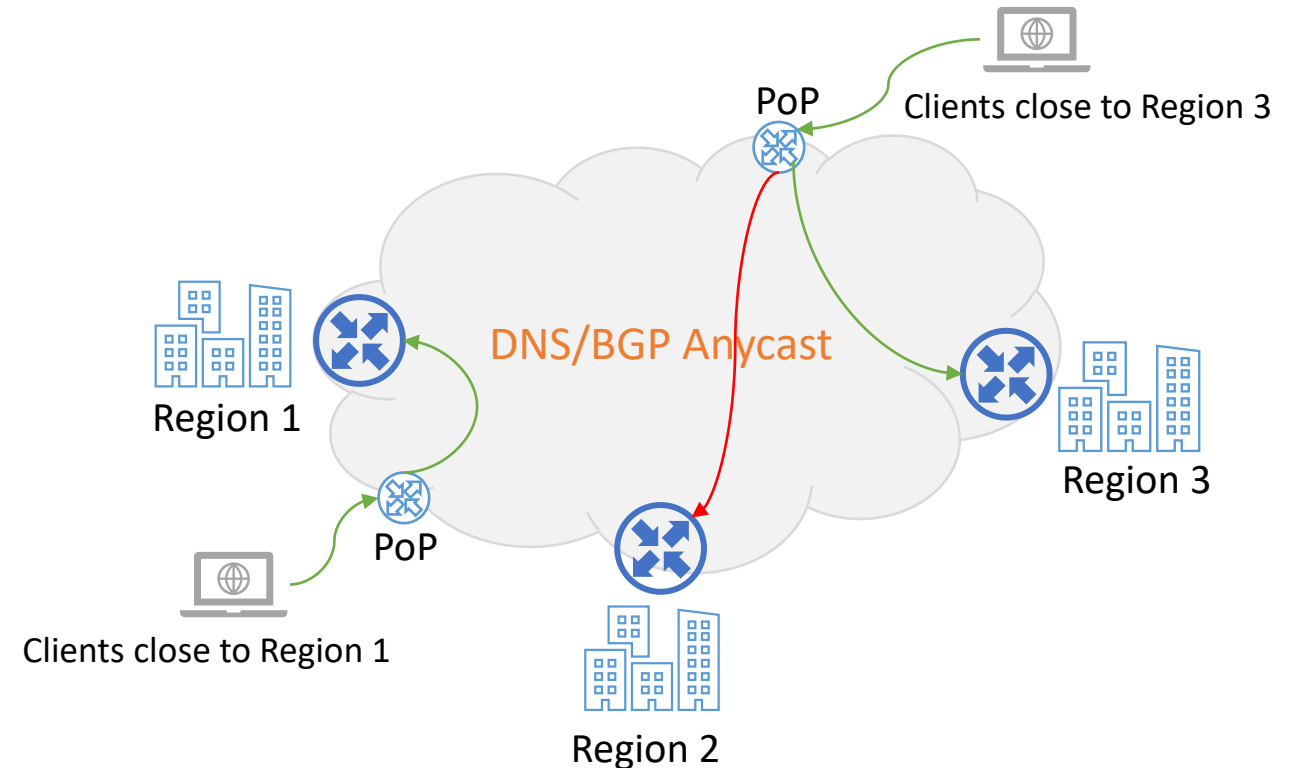 PoP
Clients close to Region 3
DNS/BGP Anycast
Region 1
Region 3
PoP
Clients close to Region 1
Region 2